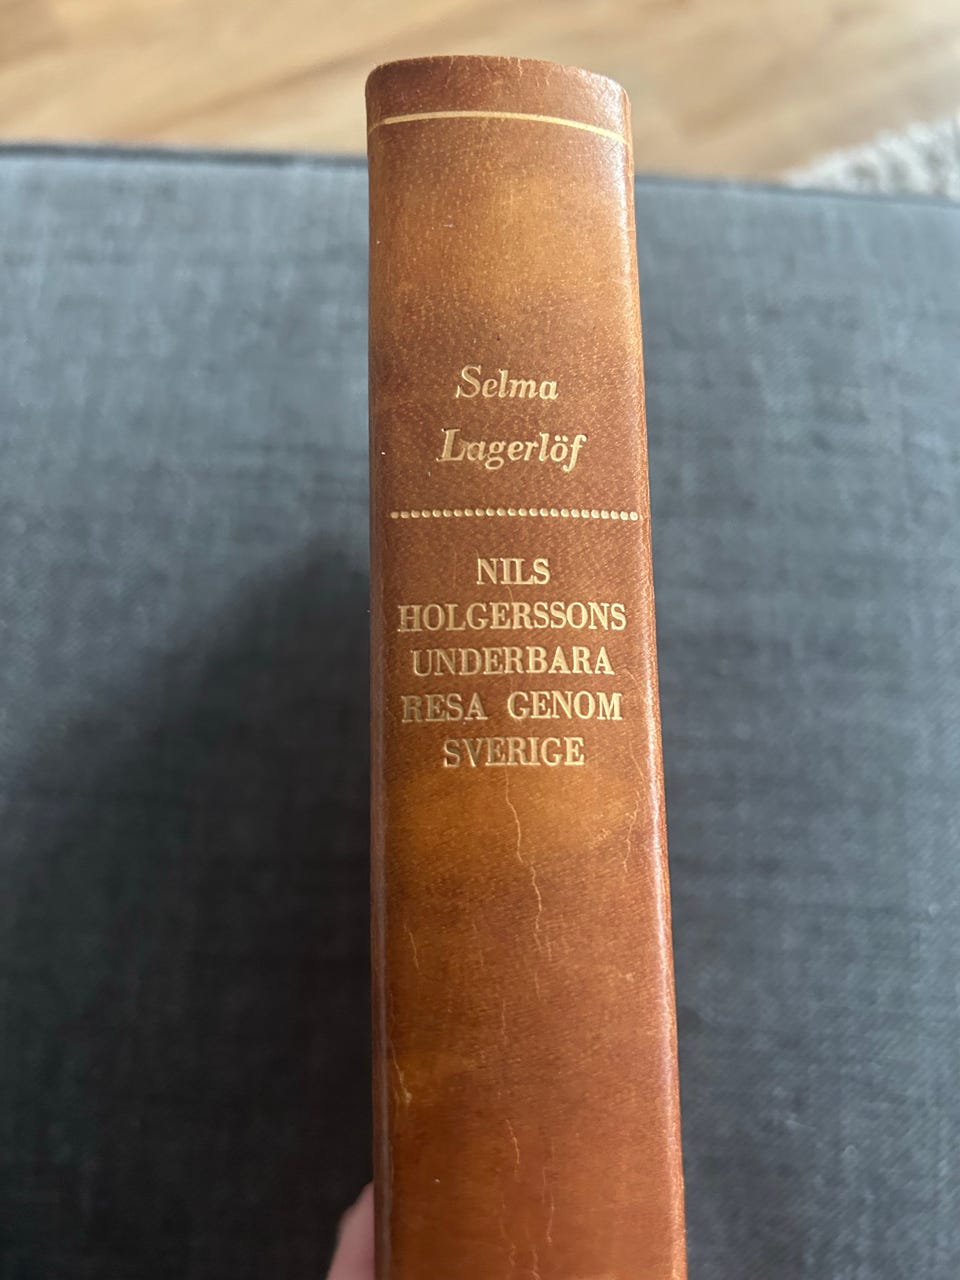 Selma
Lagerlöf
NILS
HOLGERSSONS
UNDERBARA
RESA GENOM
SVERIGE